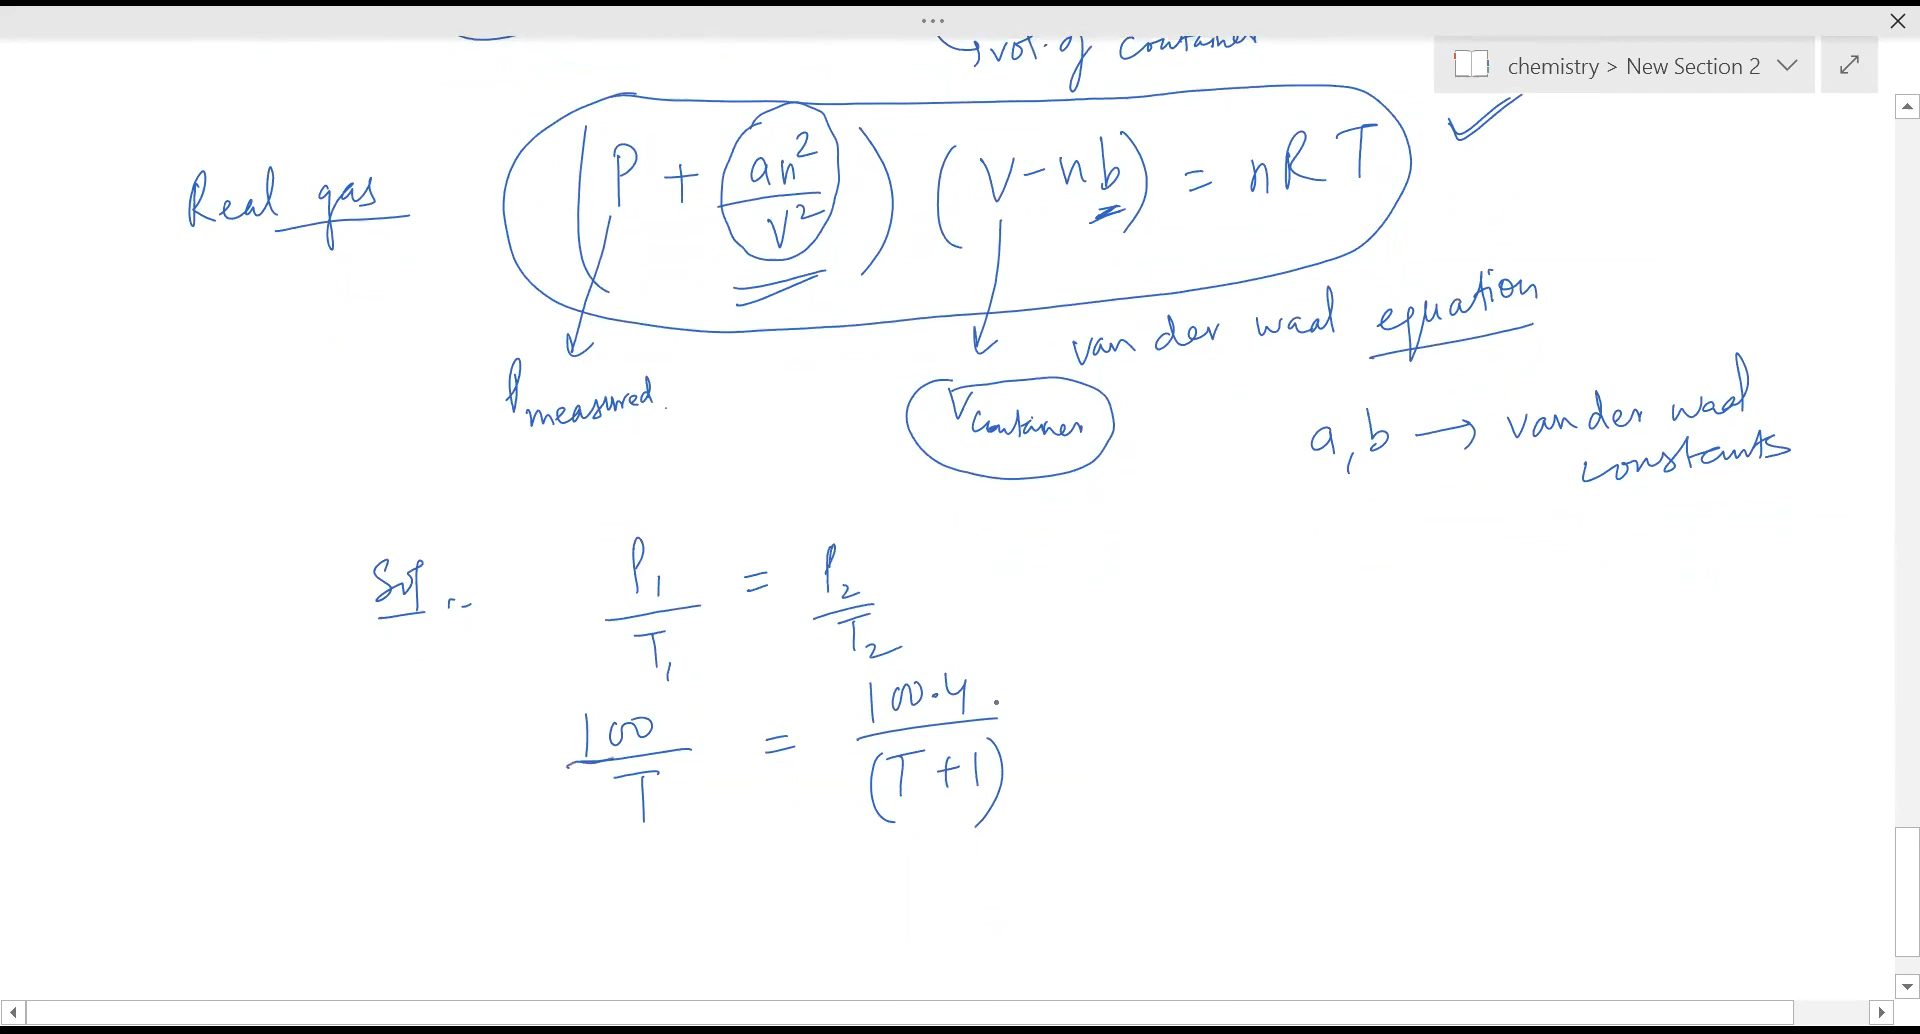 ↳ vol. of container
chemistry > New Section 2
Real gas (P + an²/V²) (V - nb) = nRT
van der waal equation
P measured.
V container
a, b → van der waal
constants
Sol :-
P₁/T₁ = P₂/T₂
100/T = 100.4/(T+1)